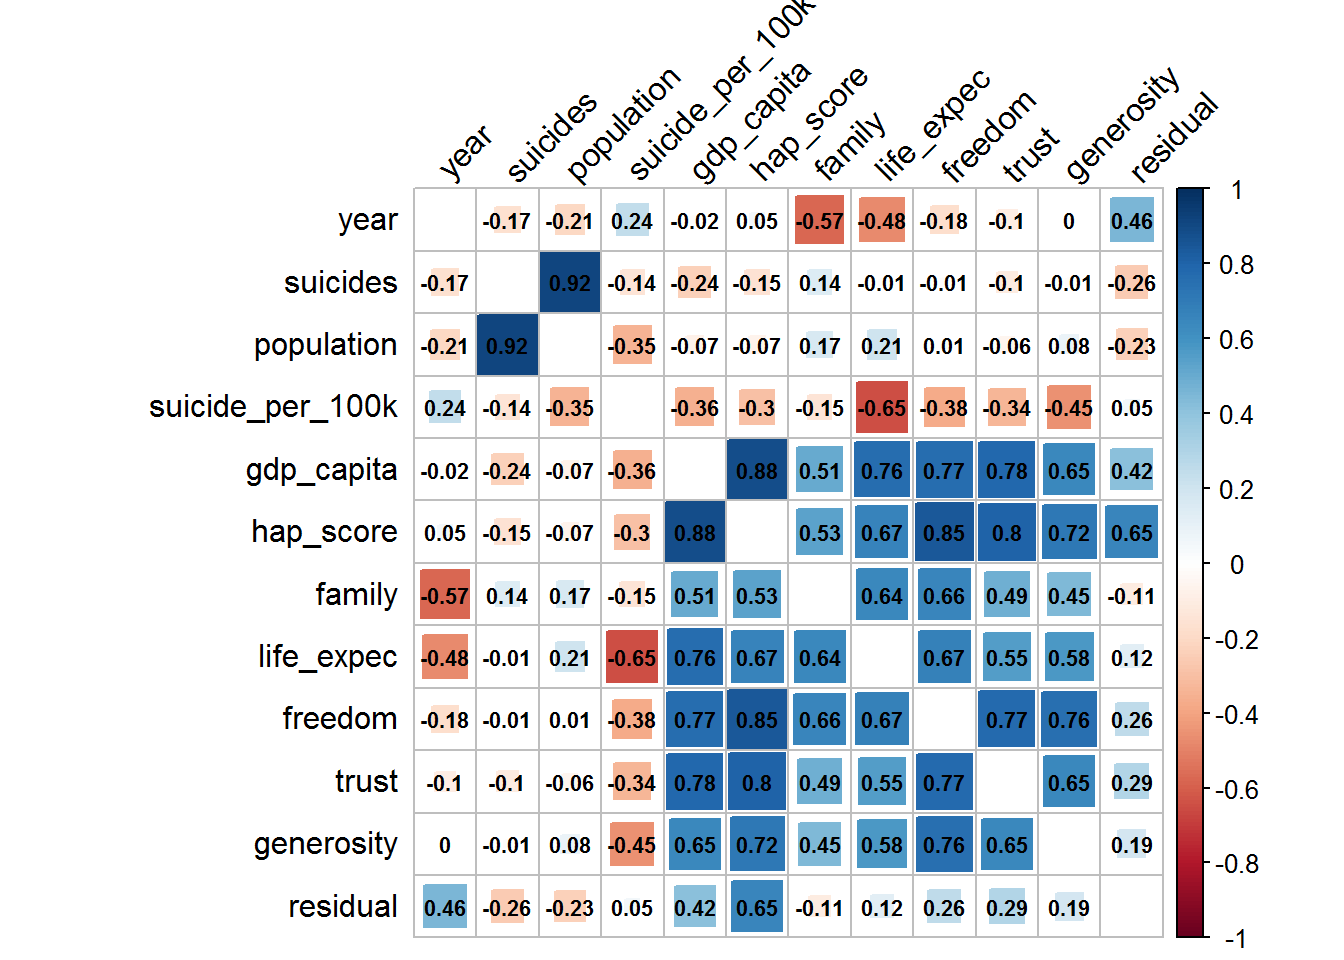 year suicides population suicide_per_100k gdp_capita hap_score family life_expec freedom trust generosity residual
year -0.17 -0.21 0.24 -0.02 0.05 -0.57 -0.48 -0.18 -0.1 0 0.46
suicides -0.17 0.92 -0.14 -0.24 -0.15 0.14 -0.01 -0.01 -0.1 -0.01 -0.26
population -0.21 0.92 -0.35 -0.07 -0.07 0.17 0.21 0.01 -0.06 0.08 -0.23
suicide_per_100k 0.24 -0.14 -0.35 -0.36 -0.3 -0.15 -0.65 -0.38 -0.34 -0.45 0.05
gdp_capita -0.02 -0.24 -0.07 -0.36 0.88 0.51 0.76 0.77 0.78 0.65 0.42
hap_score 0.05 -0.15 -0.07 -0.3 0.88 0.53 0.67 0.85 0.8 0.72 0.65
family -0.57 0.14 0.17 -0.15 0.51 0.53 0.64 0.66 0.49 0.45 -0.11
life_expec -0.48 -0.01 0.21 -0.65 0.76 0.67 0.64 0.67 0.55 0.58 0.12
freedom -0.18 -0.01 0.01 -0.38 0.77 0.85 0.66 0.67 0.77 0.76 0.26
trust -0.1 -0.1 -0.06 -0.34 0.78 0.8 0.49 0.55 0.77 0.65 0.29
generosity 0 -0.01 0.08 -0.45 0.65 0.72 0.45 0.58 0.76 0.65 0.19
residual 0.46 -0.26 -0.23 0.05 0.42 0.65 -0.11 0.12 0.26 0.29 0.19
1
0.8
0.6
0.4
0.2
0
-0.2
-0.4
-0.6
-0.8
-1